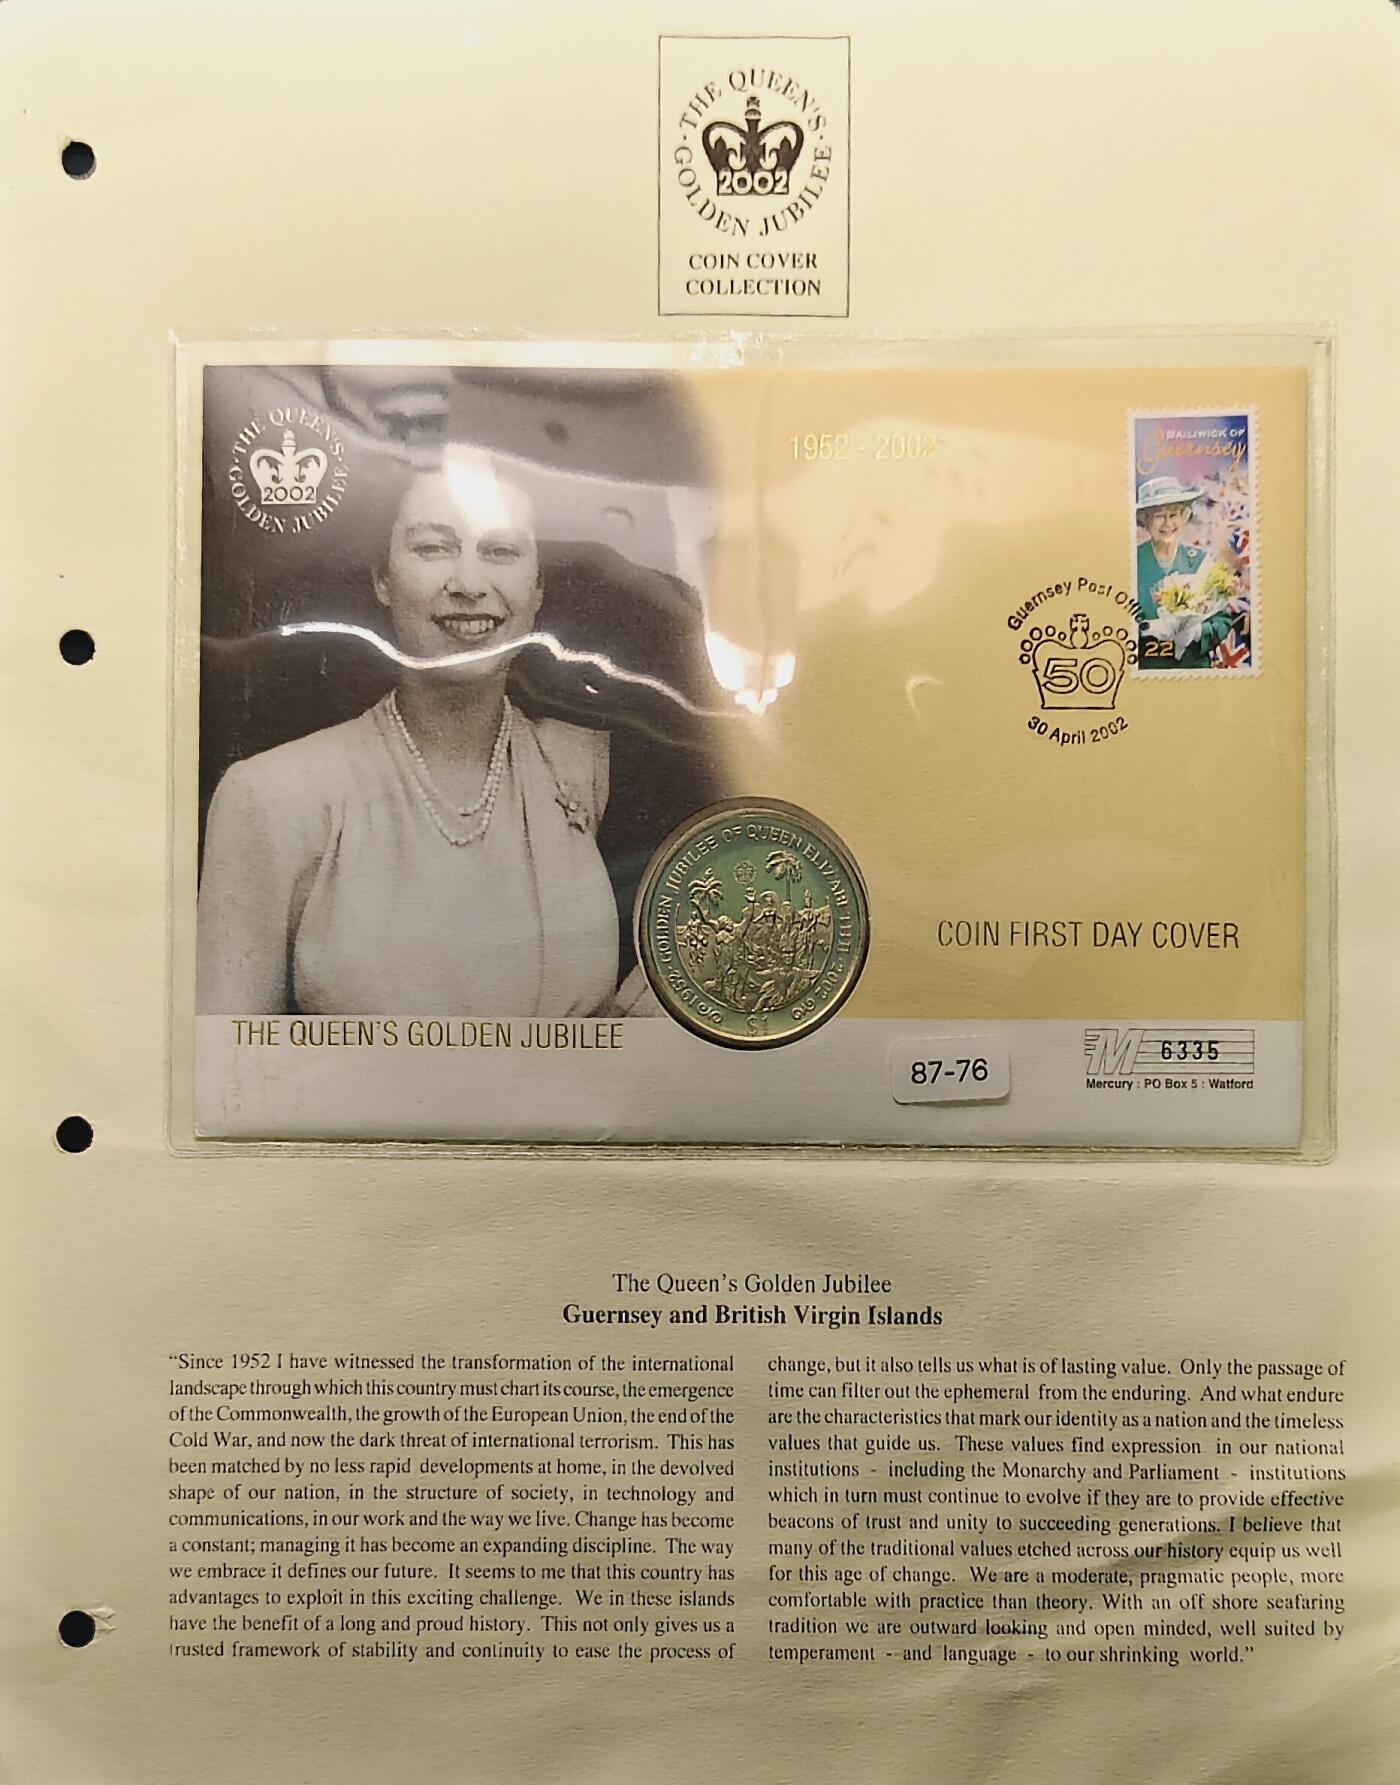 · THE QUEEN'S · GOLDEN JUBILEE
2002
COIN COVER
COLLECTION
· THE QUEEN'S · GOLDEN JUBILEE
2002
1952 - 2002
BAILIWICK OF
Guernsey
22
Guernsey Post Office
50
30 April 2002
1952 · GOLDEN JUBILEE OF QUEEN ELIZABETH II · 2002
$1
COIN FIRST DAY COVER
THE QUEEN'S GOLDEN JUBILEE
87-76
M 6335
Mercury : PO Box 5 : Watford
The Queen's Golden Jubilee
Guernsey and British Virgin Islands
"Since 1952 I have witnessed the transformation of the international
landscape through which this country must chart its course, the emergence
of the Commonwealth, the growth of the European Union, the end of the
Cold War, and now the dark threat of international terrorism. This has
been matched by no less rapid developments at home, in the devolved
shape of our nation, in the structure of society, in technology and
communications, in our work and the way we live. Change has become
a constant; managing it has become an expanding discipline. The way
we embrace it defines our future. It seems to me that this country has
advantages to exploit in this exciting challenge. We in these islands
have the benefit of a long and proud history. This not only gives us a
trusted framework of stability and continuity to ease the process of
change, but it also tells us what is of lasting value. Only the passage of
time can filter out the ephemeral from the enduring. And what endure
are the characteristics that mark our identity as a nation and the timeless
values that guide us. These values find expression in our national
institutions - including the Monarchy and Parliament - institutions
which in turn must continue to evolve if they are to provide effective
beacons of trust and unity to succeeding generations. I believe that
many of the traditional values etched across our history equip us well
for this age of change. We are a moderate, pragmatic people, more
comfortable with practice than theory. With an off shore seafaring
tradition we are outward looking and open minded, well suited by
temperament - and language - to our shrinking world."